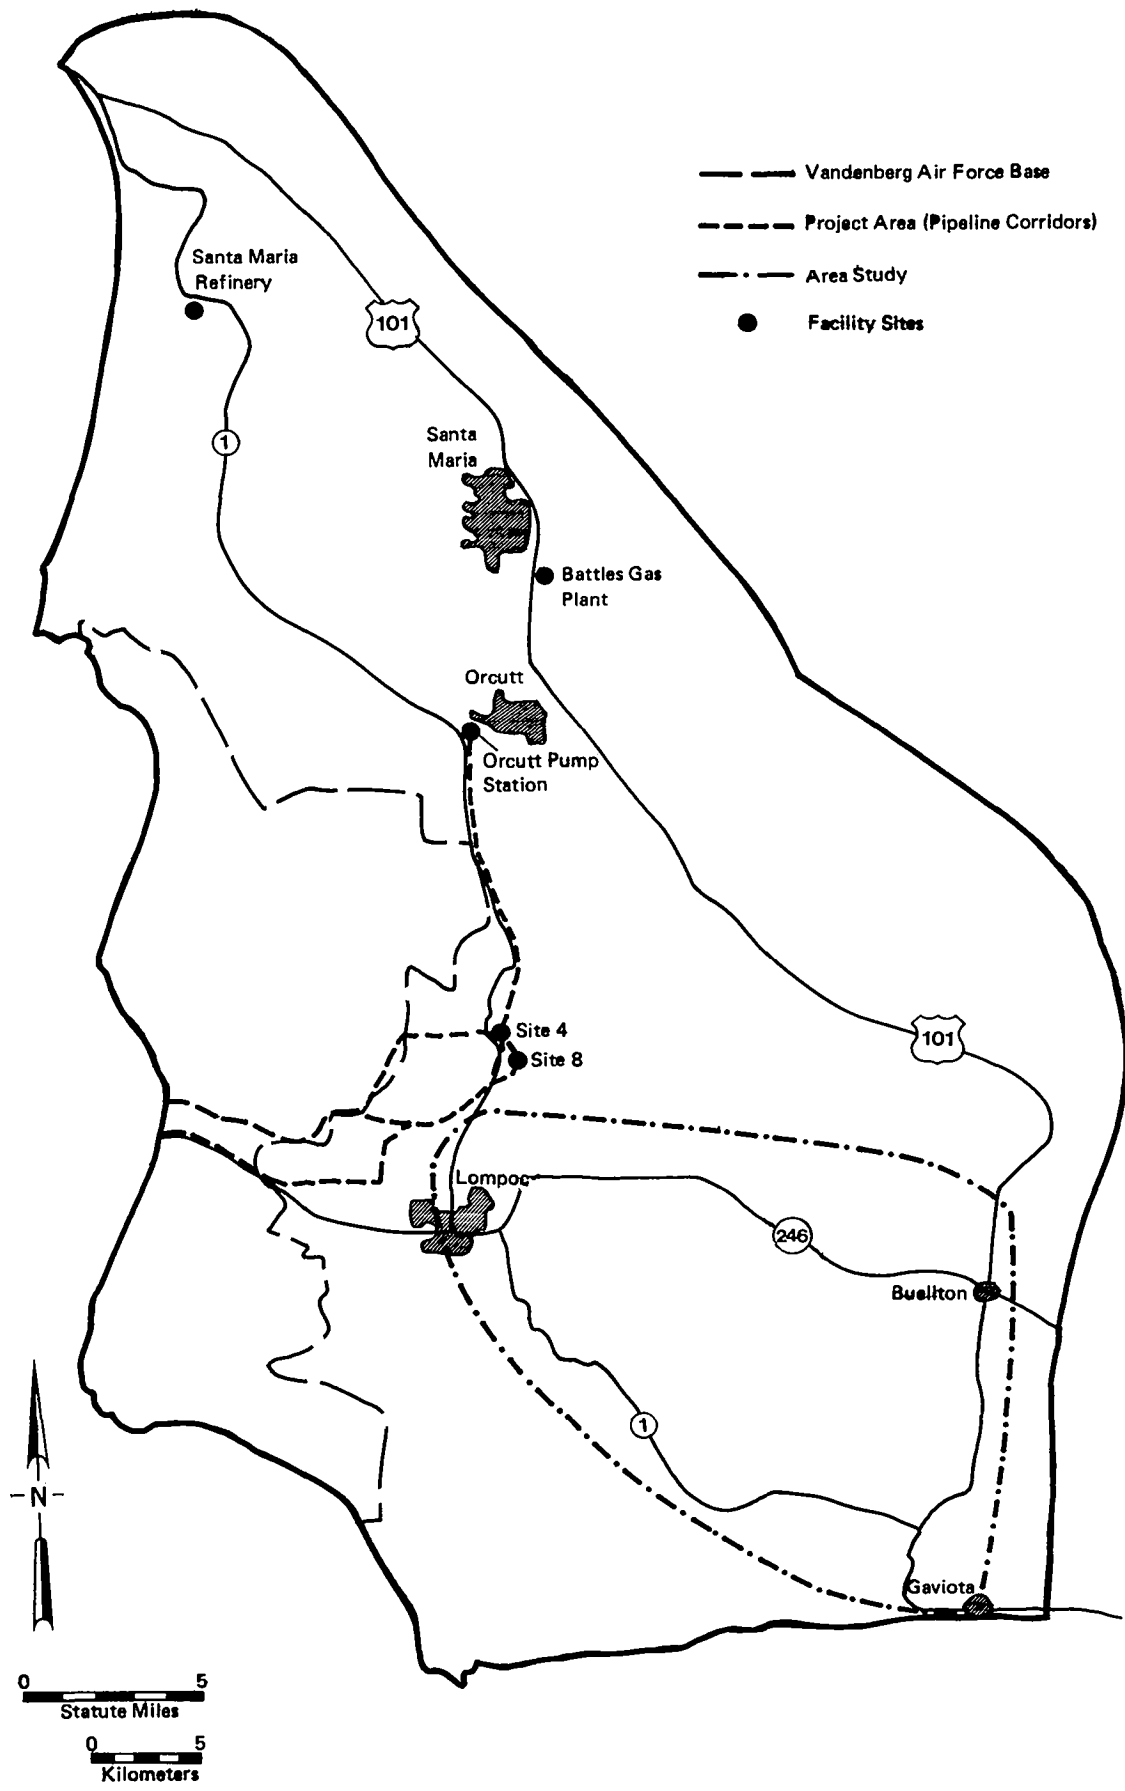 Vandenberg Air Force Base
Project Area (Pipeline Corridors)
Area Study
Facility Sites
Santa Maria
Refinery
101
1
Santa
Maria
Battles Gas
Plant
Orcutt
Orcutt Pump
Station
Site 4
Site 8
101
Lompoc
246
Buellton
1
Gaviota
-N-
0 5
Statute Miles
0 5
Kilometers